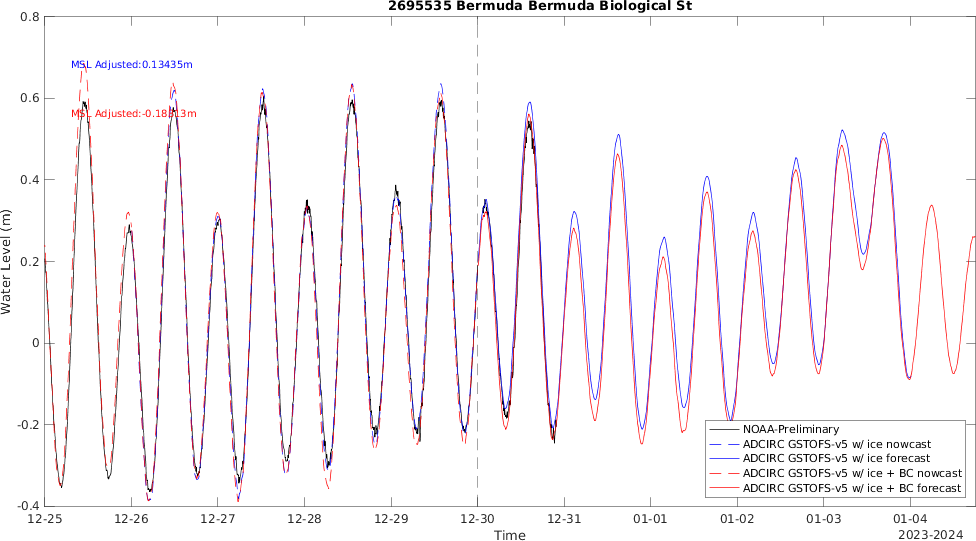 2695535 Bermuda Bermuda Biological St
Water Level (m)
0.8
0.6
0.4
0.2
0
-0.2
-0.4
MSL Adjusted:0.13435m
MSL
NOAA-Preliminary
ADCIRC GSTOFS-v5 w/ ice nowcast
ADCIRC GSTOFS-v5 w/ ice forecast
ADCIRC GSTOFS-v5 w/ ice + BC nowcast
ADCIRC GSTOFS-v5 w/ ice + BC forecast
12-25 12-26 12-27 12-28 12-29 12-30 12-31 01-01 01-02 01-03 01-04
Time
2023-2024